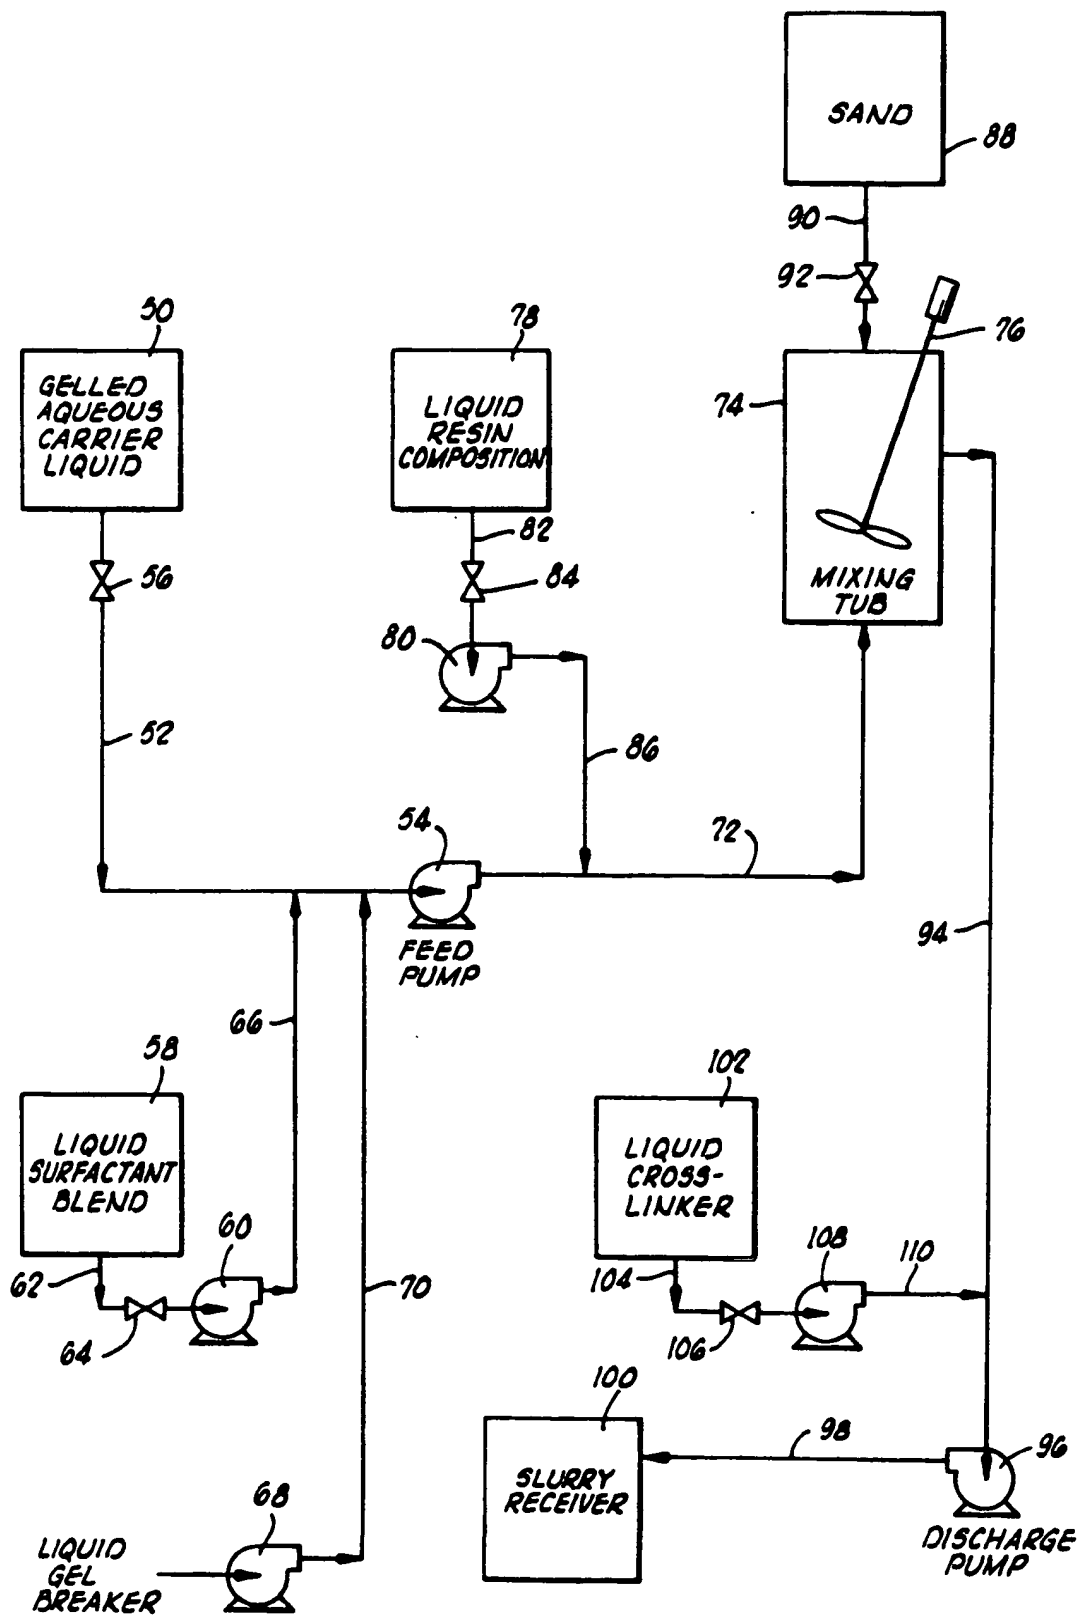 SAND
88
90
92
76
50
78
74
GELLED
AQUEOUS
CARRIER
LIQUID
LIQUID
RESIN
COMPOSITION
82
56
84
MIXING
TUB
80
52
86
54
72
94
FEED
PUMP
66
58
102
LIQUID
SURFACTANT
BLEND
LIQUID
CROSS-
LINKER
60
108
110
62
104
70
64
106
100
98
96
SLURRY
RECEIVER
68
DISCHARGE
PUMP
LIQUID
GEL
BREAKER